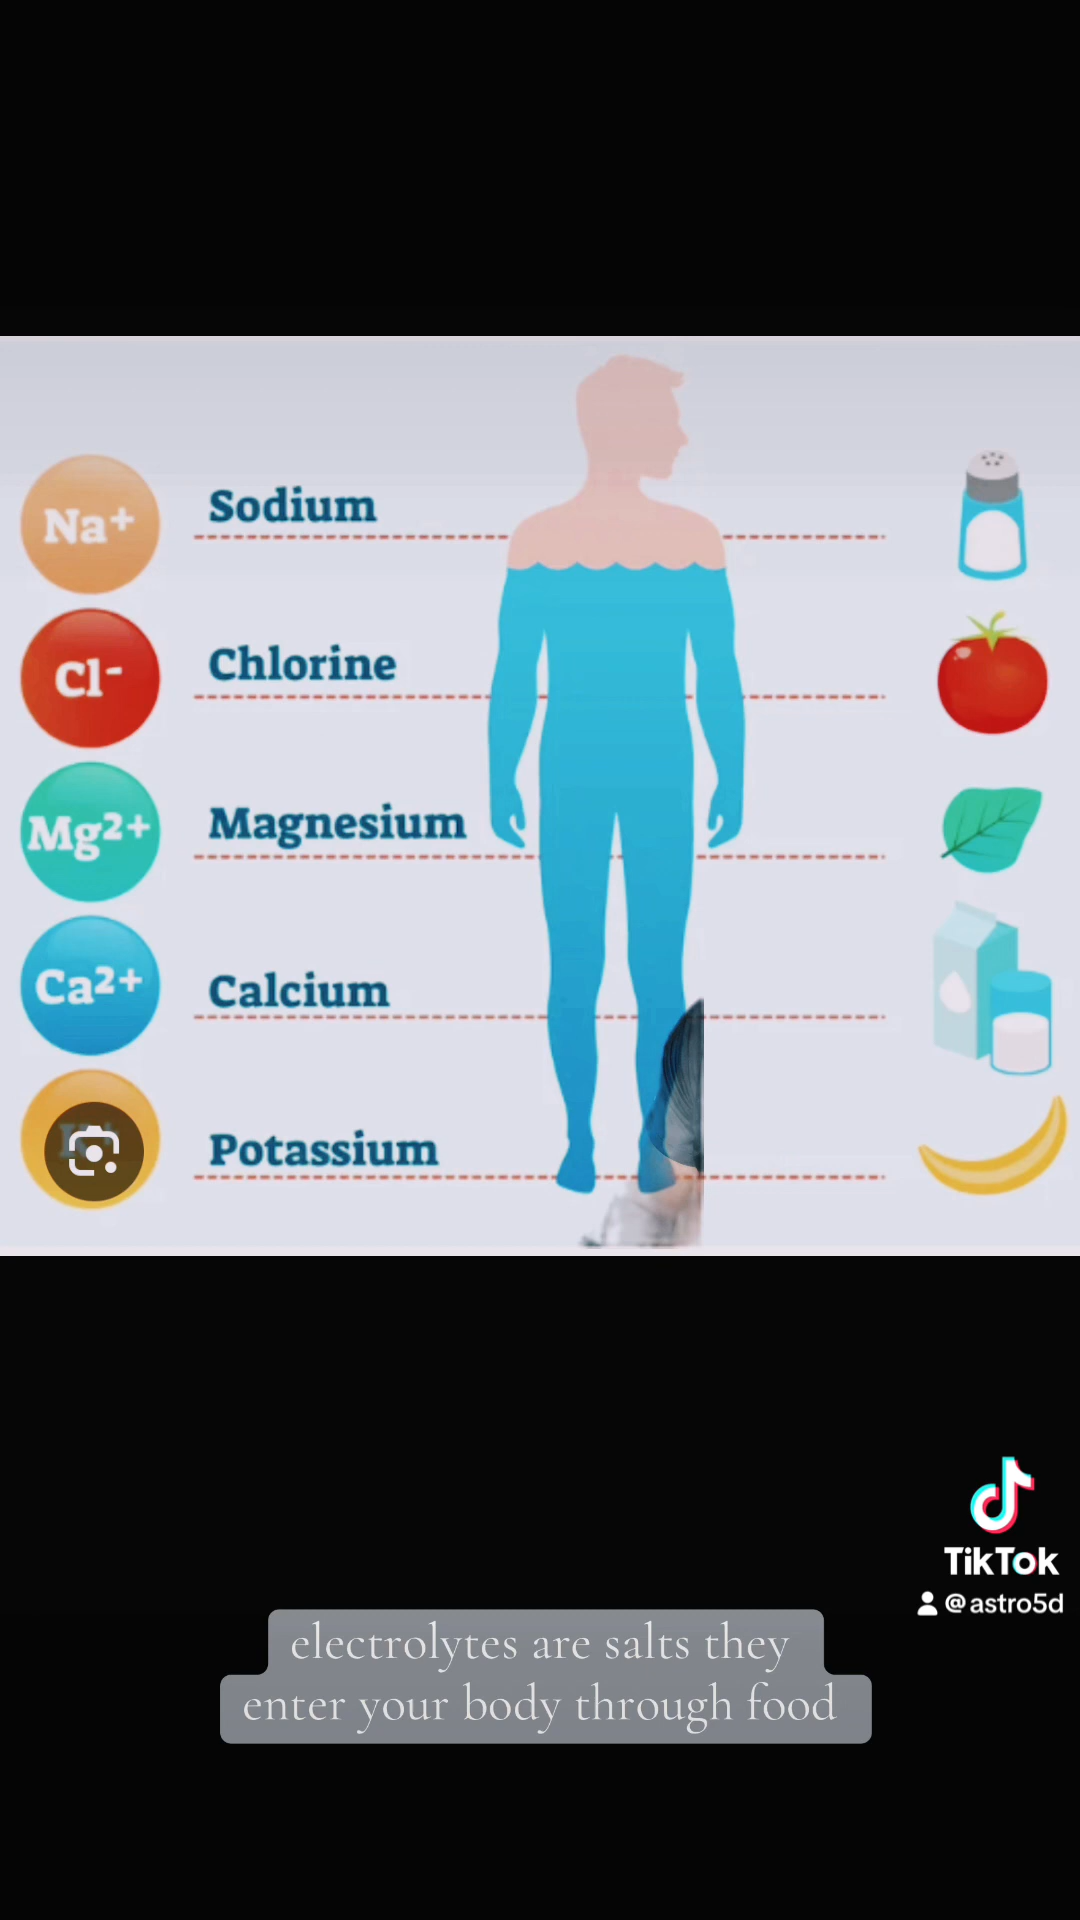 Na+
Sodium
Cl-
Chlorine
Mg2+
Magnesium
Ca2+
Calcium
Potassium
TikTok
@astro5d
electrolytes are salts they
enter your body through food